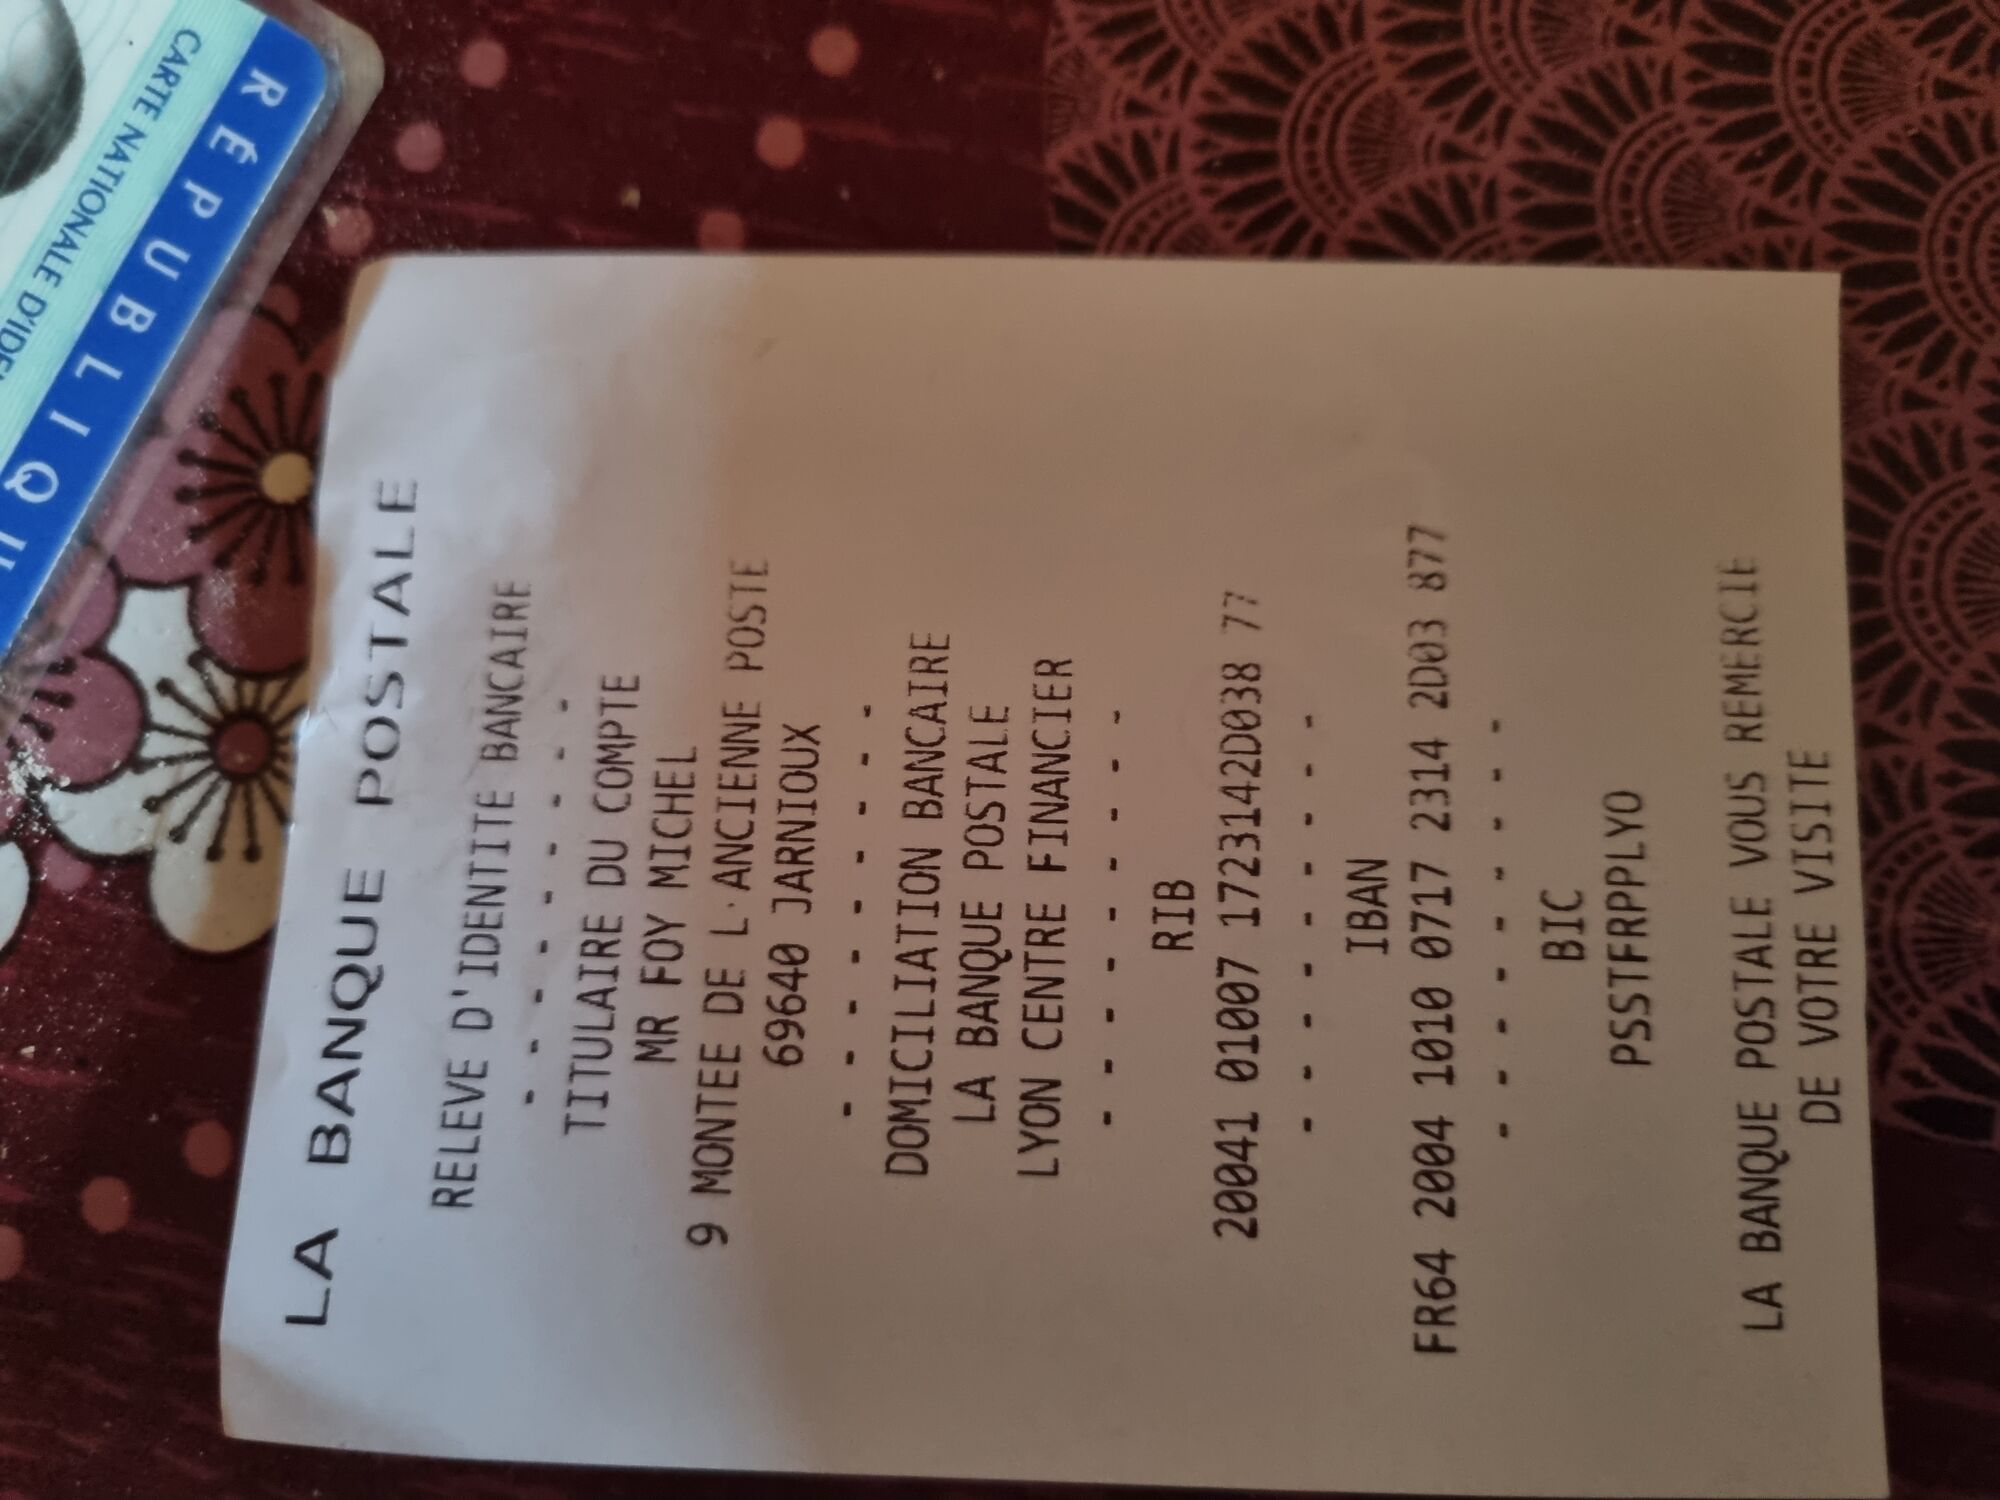 LA BANQUE POSTALE
RELEVE D'IDENTITE BANCAIRE
- - - - - - - - -
TITULAIRE DU COMPTE
MR FOY MICHEL
9 MONTEE DE L'ANCIENNE POSTE
69640 JARNIOUX
- - - - - - - - -
DOMICILIATION BANCAIRE
LA BANQUE POSTALE
LYON CENTRE FINANCIER
- - - - - - - - -
RIB
20041 01007 1723142D038 77
- - - - - - - - -
IBAN
FR64 2004 1010 0717 2314 2D03 877
- - - - - - - - -
BIC
PSSTFRPPLYO
LA BANQUE POSTALE VOUS REMERCIE
DE VOTRE VISITE
RÉPUBLIQU
CARTE NATIONALE D'IDE